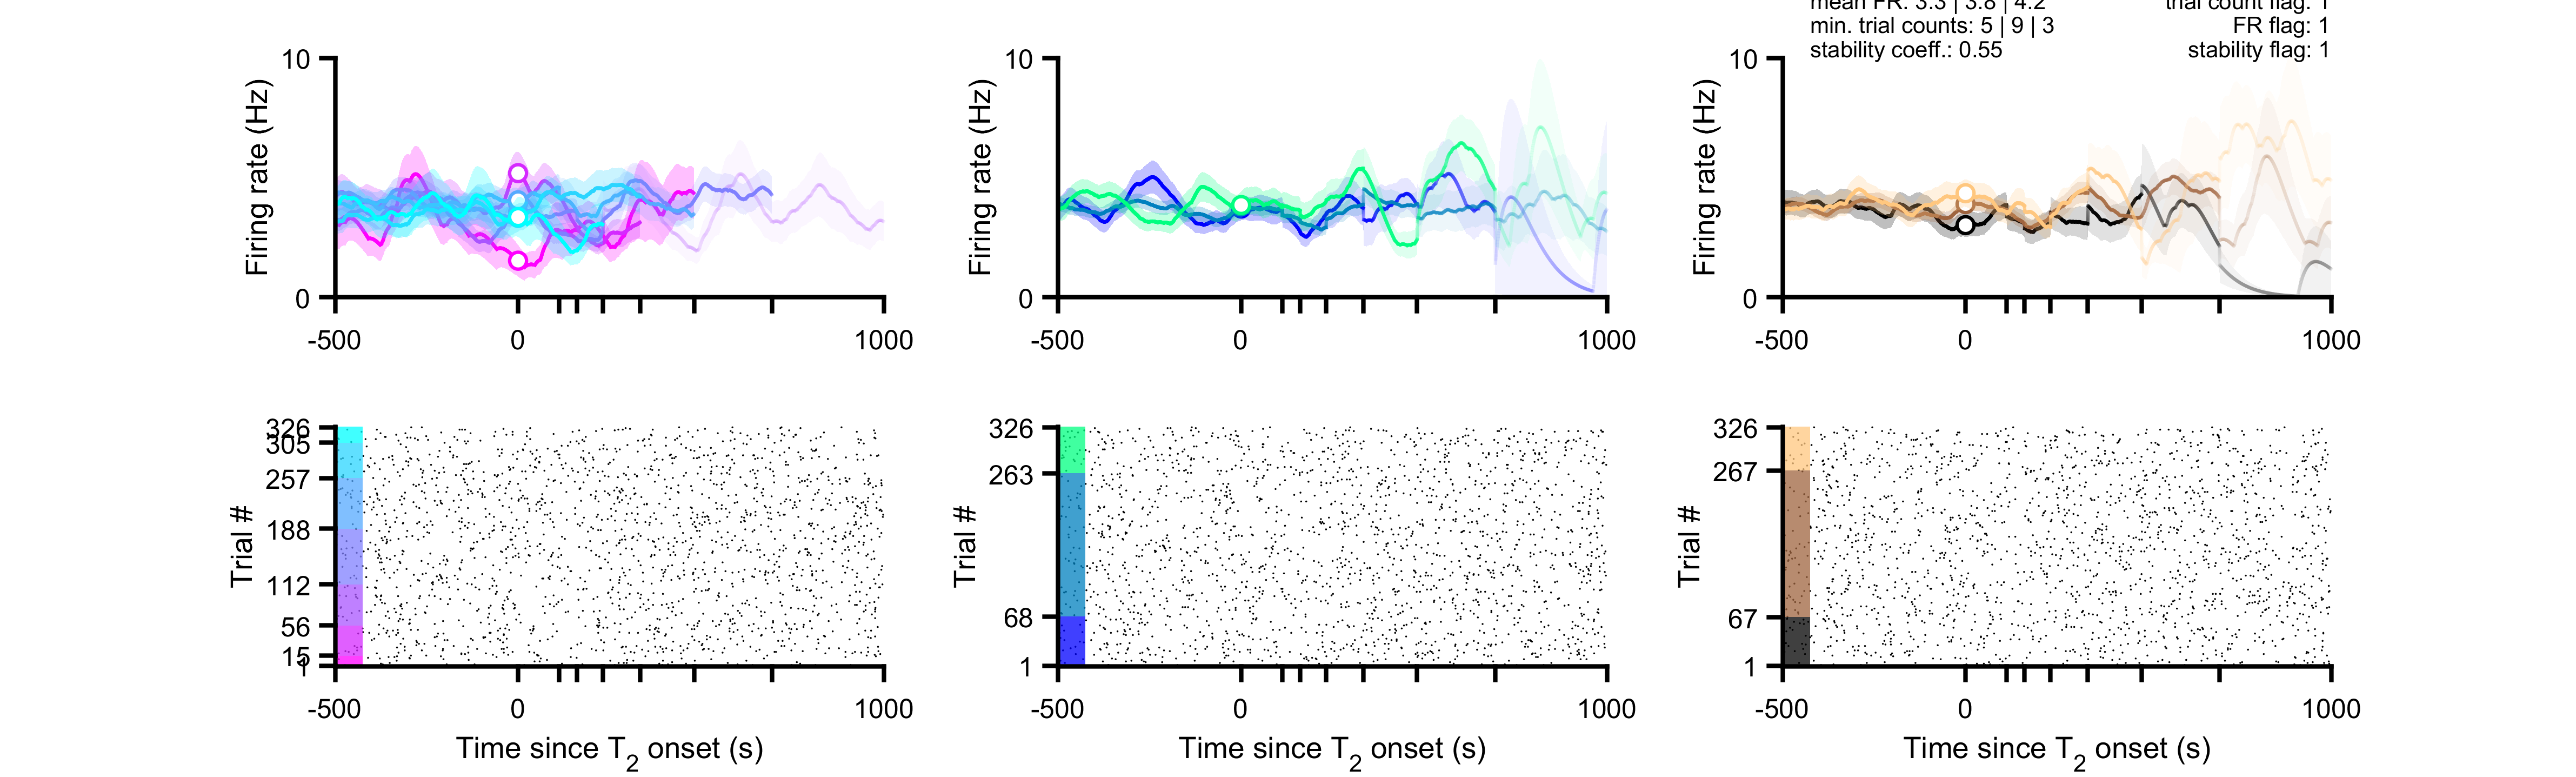 mean FR: 3.3 | 3.8 | 4.2
trial count flag: 1
min. trial counts: 5 | 9 | 3
FR flag: 1
stability coeff.: 0.55
stability flag: 1
10
Firing rate (Hz)
0
-500 0 1000
10
Firing rate (Hz)
0
-500 0 1000
10
Firing rate (Hz)
0
-500 0 1000
326
305
257
188
112
56
15
1
Trial #
-500 0 1000
Time since T2 onset (s)
326
263
68
1
Trial #
-500 0 1000
Time since T2 onset (s)
326
267
67
1
Trial #
-500 0 1000
Time since T2 onset (s)